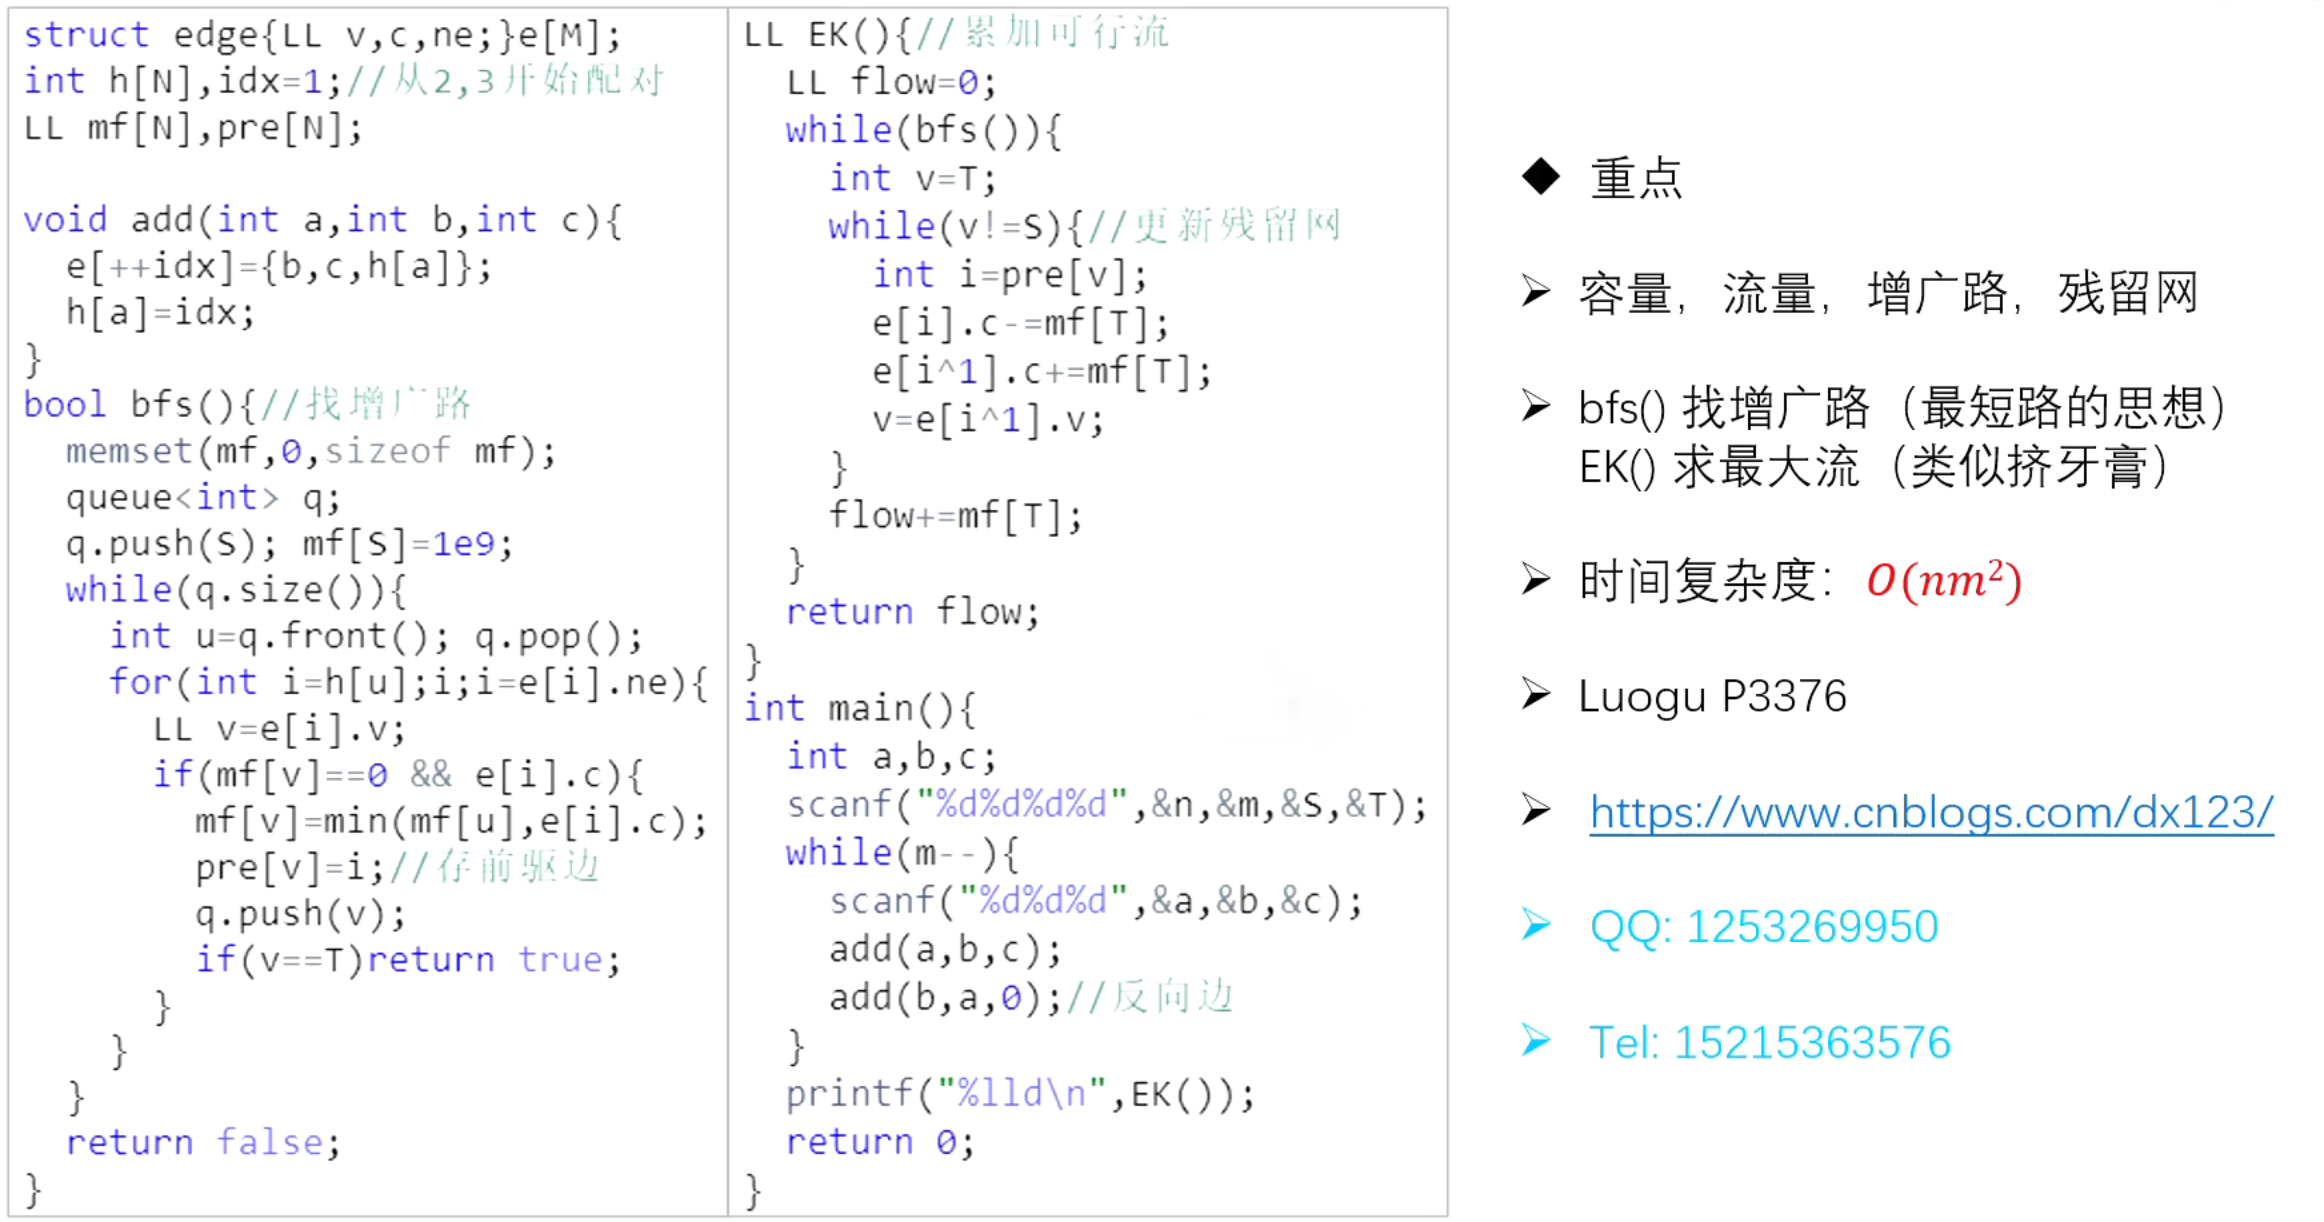 struct edge{LL v,c,ne;}e[M];
int h[N],idx=1;//从2,3开始配对
LL mf[N],pre[N];
void add(int a,int b,int c){
e[++idx]={b,c,h[a]};
h[a]=idx;
}
bool bfs(){//找增广路
memset(mf,0,sizeof mf);
queue<int> q;
q.push(S); mf[S]=1e9;
while(q.size()){
int u=q.front(); q.pop();
for(int i=h[u];i;i=e[i].ne){
LL v=e[i].v;
if(mf[v]==0 && e[i].c){
mf[v]=min(mf[u],e[i].c);
pre[v]=i;//存前驱边
q.push(v);
if(v==T)return true;
}
}
}
return false;
}
LL EK(){//累加可行流
LL flow=0;
while(bfs()){
int v=T;
while(v!=S){//更新残留网
int i=pre[v];
e[i].c-=mf[T];
e[i^1].c+=mf[T];
v=e[i^1].v;
}
flow+=mf[T];
}
return flow;
}
int main(){
int a,b,c;
scanf("%d%d%d%d",&n,&m,&S,&T);
while(m--){
scanf("%d%d%d",&a,&b,&c);
add(a,b,c);
add(b,a,0);//反向边
}
printf("%lld\n",EK());
return 0;
}
◆ 重点
➢ 容量，流量，增广路，残留网
➢ bfs() 找增广路（最短路的思想）
EK() 求最大流（类似挤牙膏）
➢ 时间复杂度：O(nm²)
➢ Luogu P3376
➢ https://www.cnblogs.com/dx123/
➢ QQ: 1253269950
➢ Tel: 15215363576